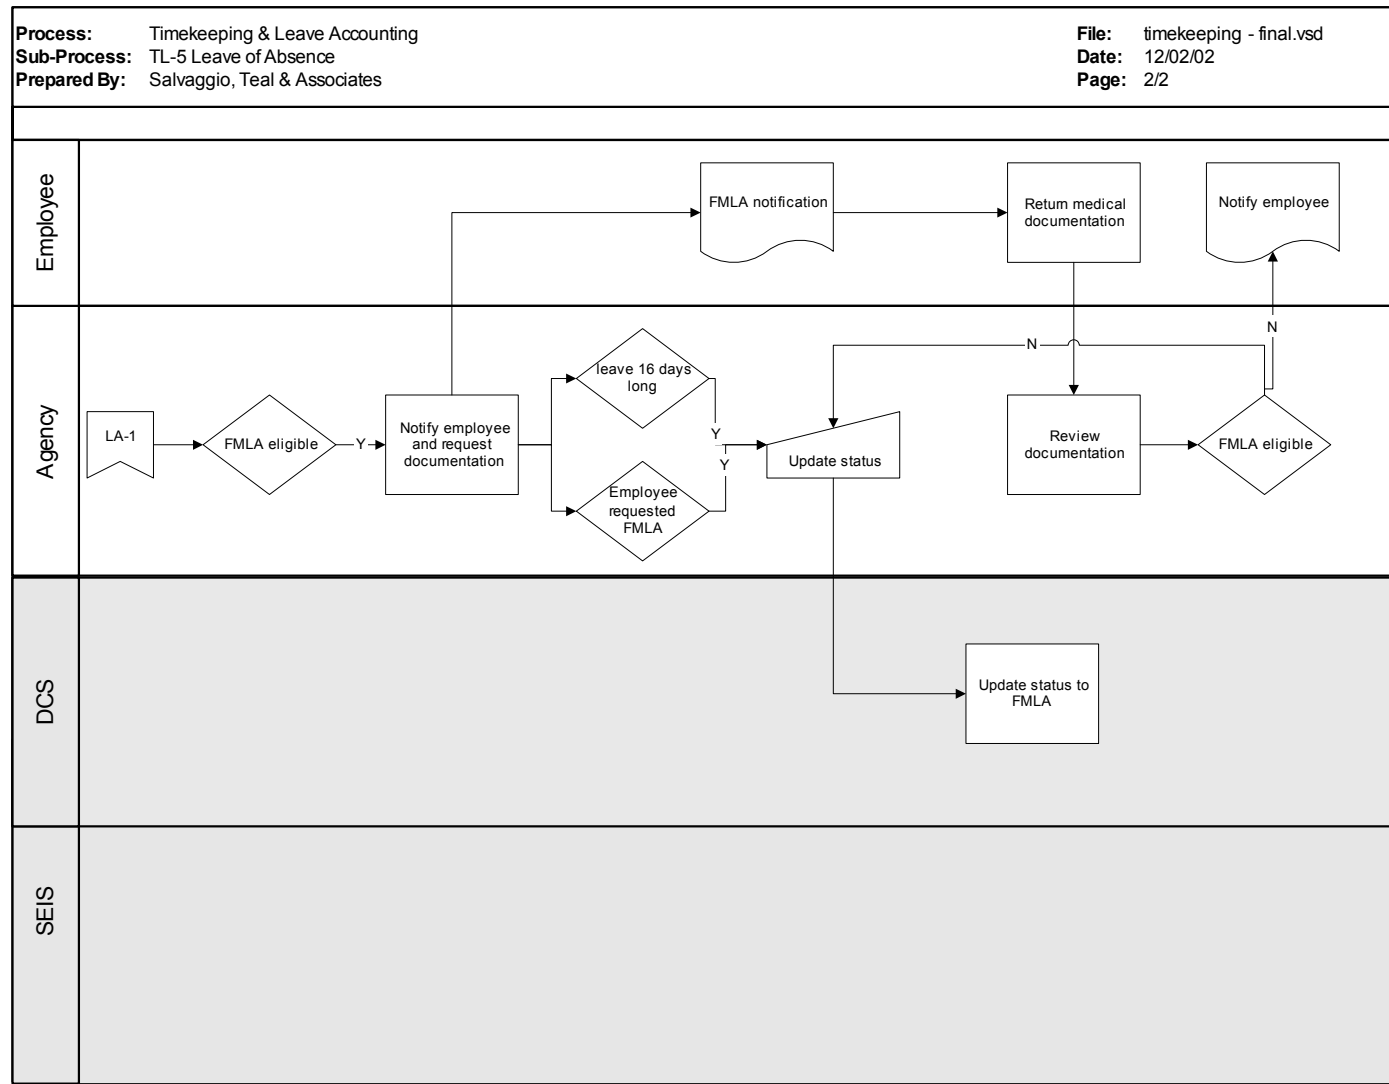 Process: Timekeeping & Leave Accounting
Sub-Process: TL-5 Leave of Absence
Prepared By: Salvaggio, Teal & Associates
File: timekeeping - final.vsd
Date: 12/02/02
Page: 2/2
Employee
FMLA notification
Return medical
documentation
Notify employee
Agency
LA-1
FMLA eligible
Y
Notify employee
and request
documentation
leave 16 days
long
Y
Employee
requested
FMLA
Y
Update status
N
Review
documentation
FMLA eligible
N
DCS
Update status to
FMLA
SEIS